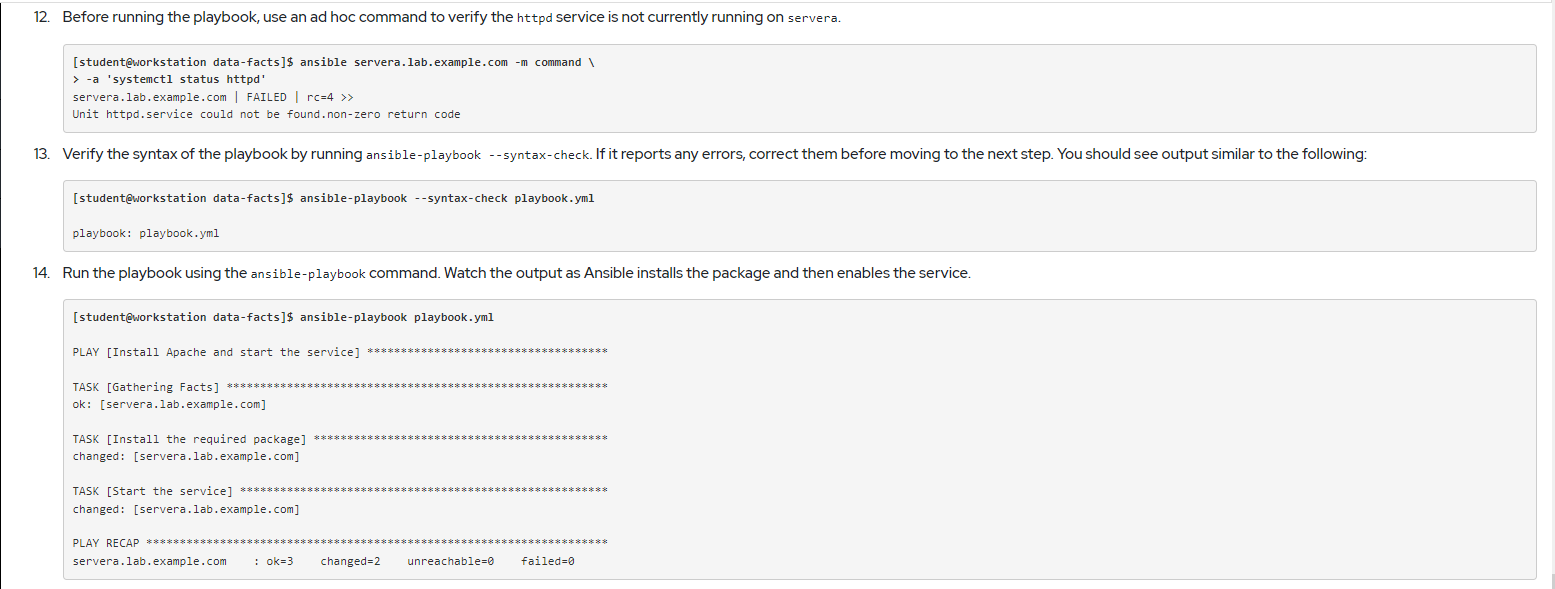 12. Before running the playbook, use an ad hoc command to verify the httpd service is not currently running on servera.
[student@workstation data-facts]$ ansible servera.lab.example.com -m command \
> -a 'systemctl status httpd'
servera.lab.example.com | FAILED | rc=4 >>
Unit httpd.service could not be found.non-zero return code
13. Verify the syntax of the playbook by running ansible-playbook --syntax-check. If it reports any errors, correct them before moving to the next step. You should see output similar to the following:
[student@workstation data-facts]$ ansible-playbook --syntax-check playbook.yml
playbook: playbook.yml
14. Run the playbook using the ansible-playbook command. Watch the output as Ansible installs the package and then enables the service.
[student@workstation data-facts]$ ansible-playbook playbook.yml
PLAY [Install Apache and start the service] ************************************
TASK [Gathering Facts] *********************************************************
ok: [servera.lab.example.com]
TASK [Install the required package] ********************************************
changed: [servera.lab.example.com]
TASK [Start the service] *******************************************************
changed: [servera.lab.example.com]
PLAY RECAP *********************************************************************
servera.lab.example.com    : ok=3    changed=2    unreachable=0    failed=0